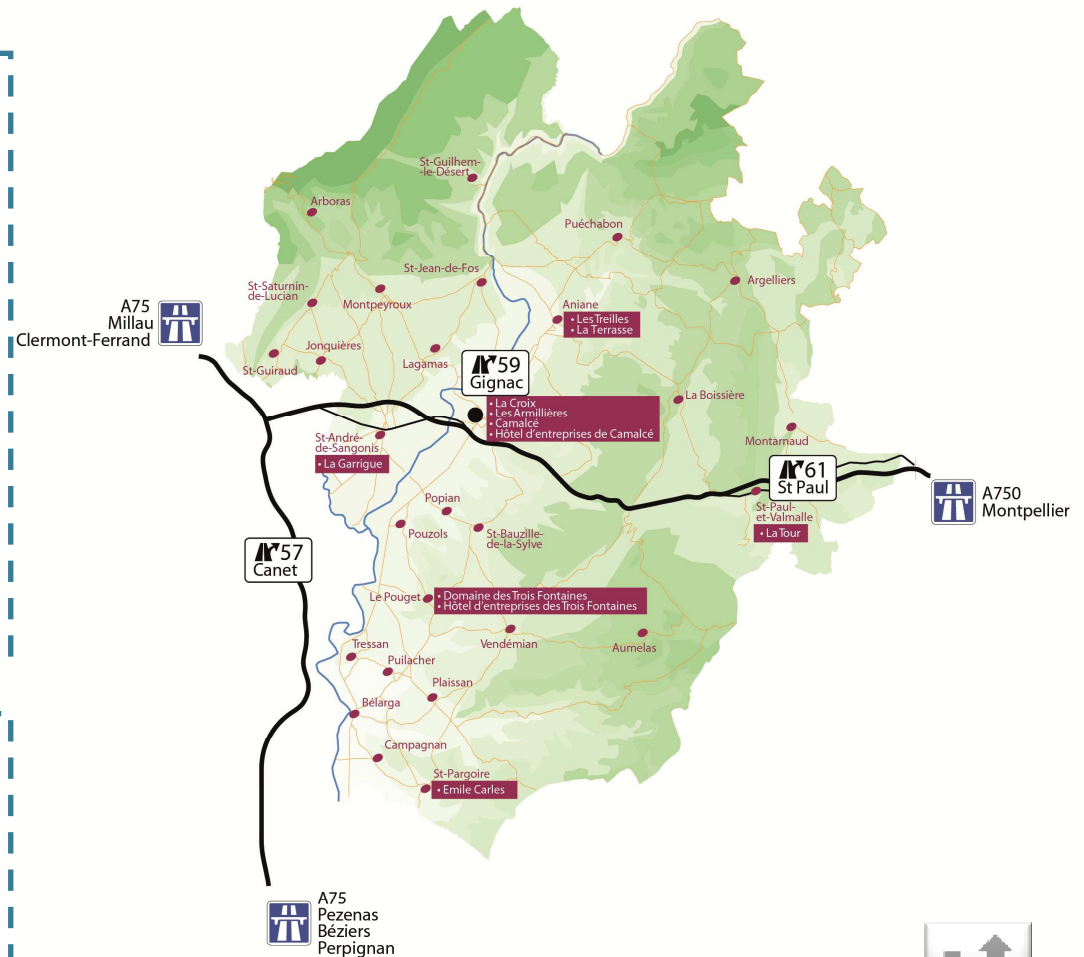 St-Guilhem-
-le-Désert
Arboras
Puéchabon
St-Jean-de-Fos
Argelliers
St-Saturnin-
de-Lucian
Montpeyroux
Aniane
• Les Treilles
• La Terrasse
A75
Millau
Clermont-Ferrand
Jonquières
St-Guiraud
Lagamas
59
Gignac
• La Croix
• Les Armillières
• Camalcé
• Hôtel d'entreprises de Camalcé
La Boissière
Montarnaud
St-André-
de-Sangonis
• La Garrigue
61
St Paul
A750
Montpellier
St-Paul-
et-Valmalle
• La Tour
Popian
Pouzols
St-Bauzille-
de-la-Sylve
57
Canet
Le Pouget
• Domaine des Trois Fontaines
• Hôtel d'entreprises des Trois Fontaines
Vendémian
Aumelas
Tressan
Puilacher
Plaissan
Bélarga
Campagnan
St-Pargoire
• Emile Carles
A75
Pezenas
Béziers
Perpignan